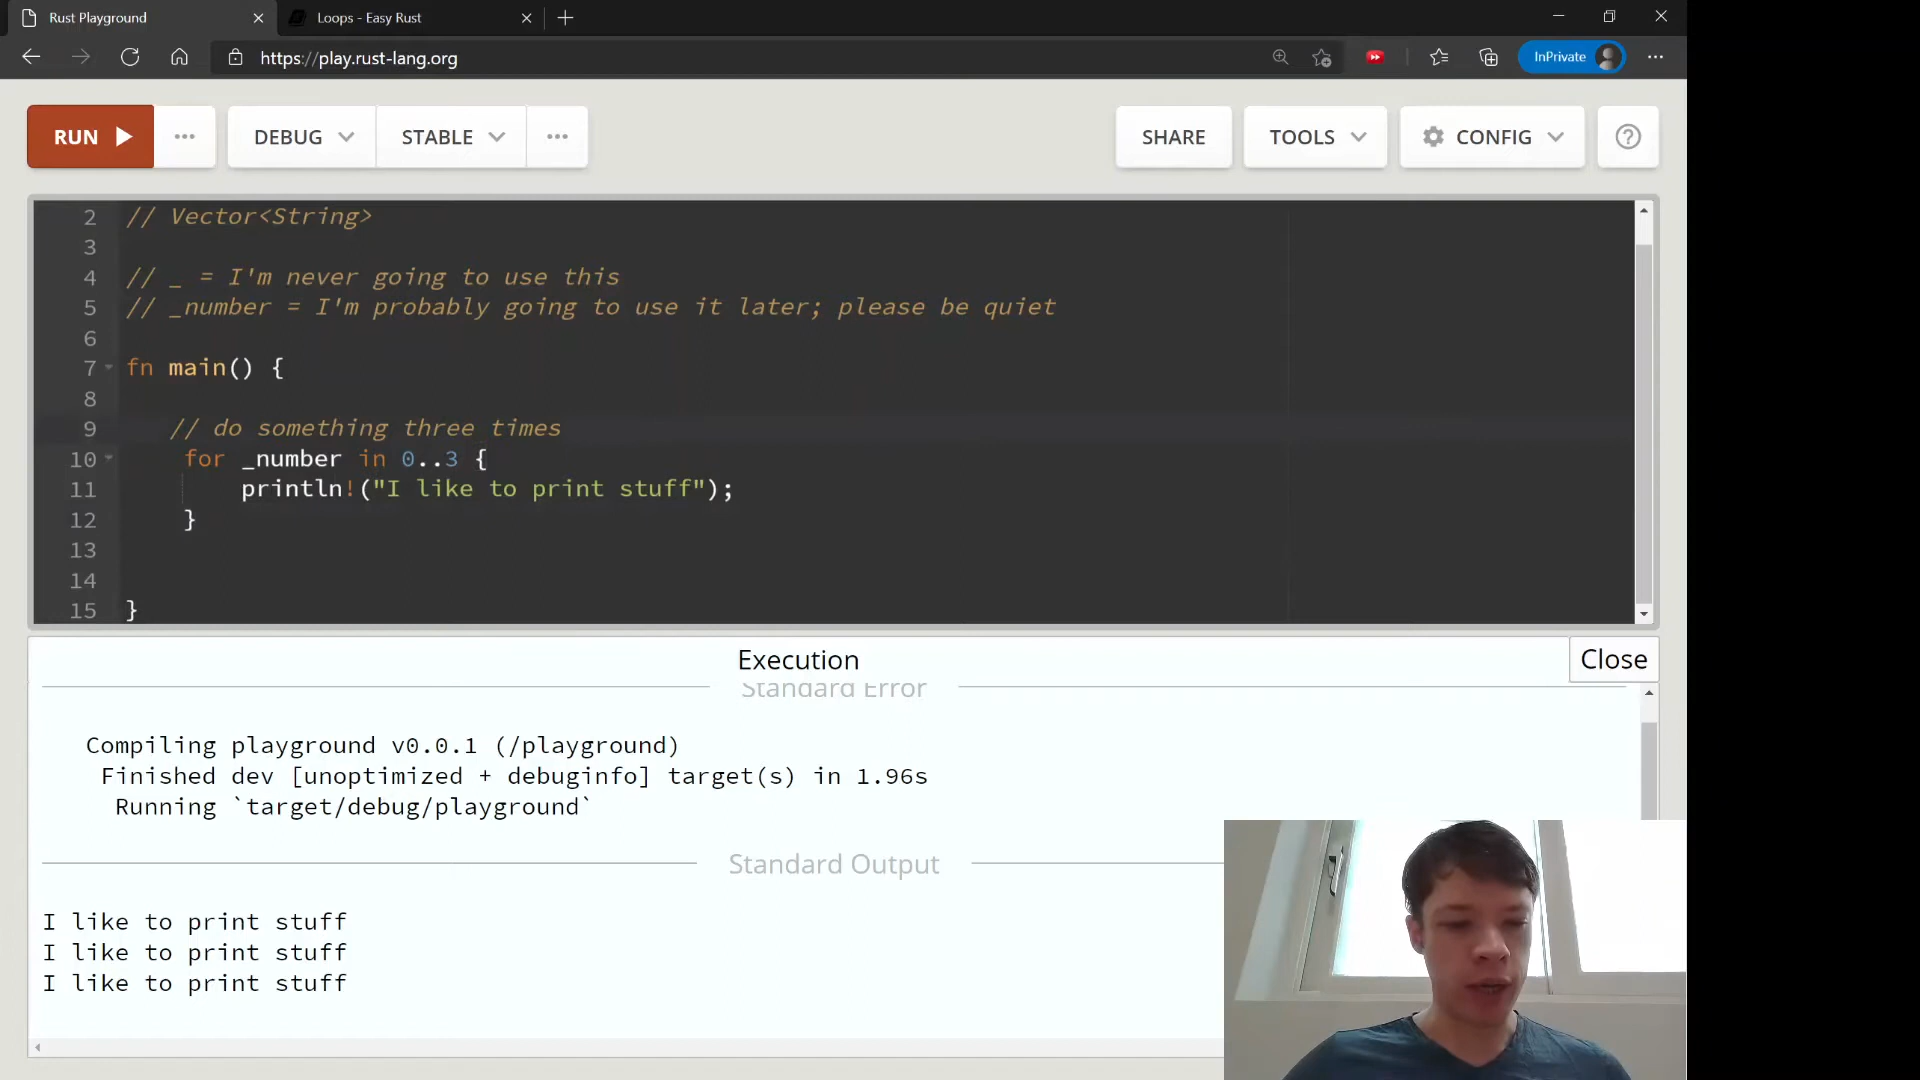 Rust Playground
Loops - Easy Rust
https://play.rust-lang.org
InPrivate
RUN
DEBUG
STABLE
SHARE
TOOLS
CONFIG
2 // Vector<String>
3
4 // _ = I'm never going to use this
5 // _number = I'm probably going to use it later; please be quiet
6
7 fn main() {
8
9 // do something three times
10 for _number in 0..3 {
11 println!("I like to print stuff");
12 }
13
14
15 }
Execution
Close
Standard Error
Compiling playground v0.0.1 (/playground)
Finished dev [unoptimized + debuginfo] target(s) in 1.96s
Running `target/debug/playground`
Standard Output
I like to print stuff
I like to print stuff
I like to print stuff